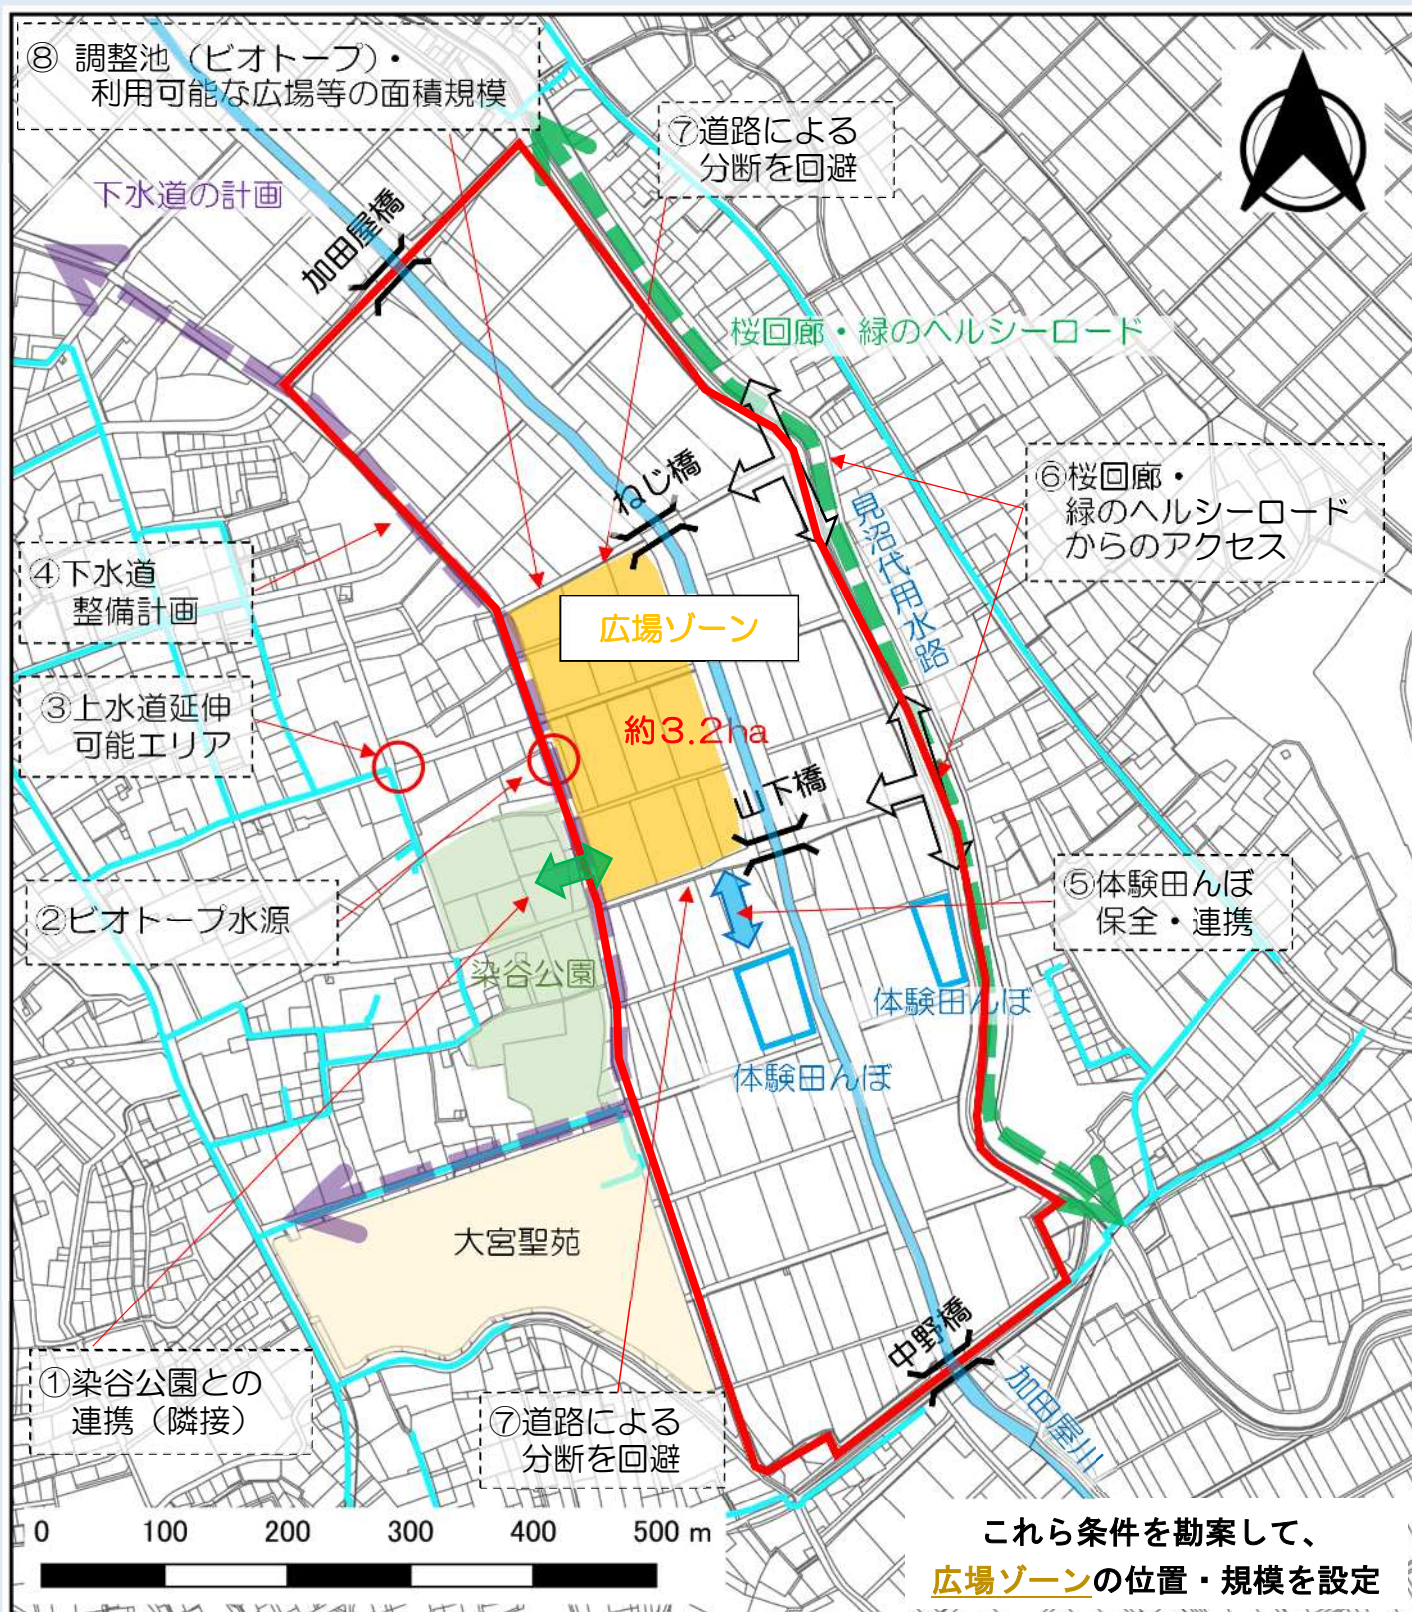 ⑧ 調整池（ビオトープ）・
利用可能な広場等の面積規模
⑦道路による
分断を回避
下水道の計画
加田屋橋
桜回廊・緑のヘルシーロード
ねじ橋
⑥桜回廊・
緑のヘルシーロード
からのアクセス
見沼代用水路
④下水道
整備計画
広場ゾーン
③上水道延伸
可能エリア
約3.2ha
山下橋
②ビオトープ水源
⑤体験田んぼ
保全・連携
染谷公園
体験田んぼ
体験田んぼ
大宮聖苑
中野橋
加田屋川
①染谷公園との
連携（隣接）
⑦道路による
分断を回避
0 100 200 300 400 500 m
これら条件を勘案して、
広場ゾーンの位置・規模を設定